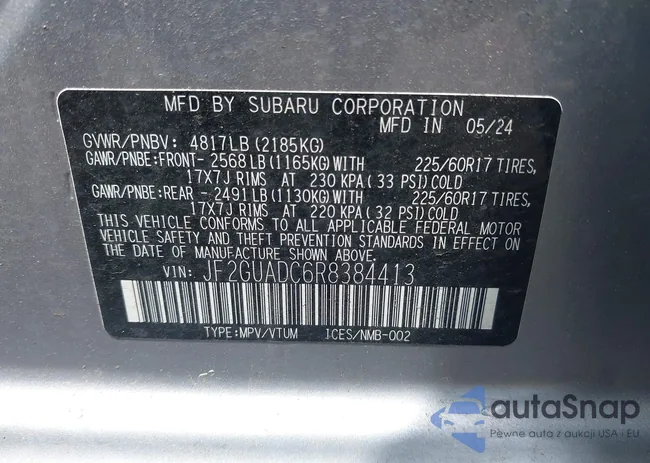 MFD BY SUBARU CORPORATION
MFD IN 05/24
GVWR/PNBV: 4817LB (2185KG)
GAWR/PNBE:FRONT- 2568LB (1165KG) WITH 225/60R17 TIRES,
17X7J RIMS AT 230 KPA ( 33 PSI) COLD
GAWR/PNBE:REAR - 2491LB (1130KG) WITH 225/60R17 TIRES,
17X7J RIMS AT 220 KPA ( 32 PSI) COLD
THIS VEHICLE CONFORMS TO ALL APPLICABLE FEDERAL MOTOR
VEHICLE SAFETY AND THEFT PREVENTION STANDARDS IN EFFECT ON
THE DATE OF MANUFACTURE SHOWN ABOVE.
VIN: JF2GUADC6R8384413
TYPE:MPV/VTUM ICES/NMB-002
autaSnap
Pewne auta z aukcji USA i EU